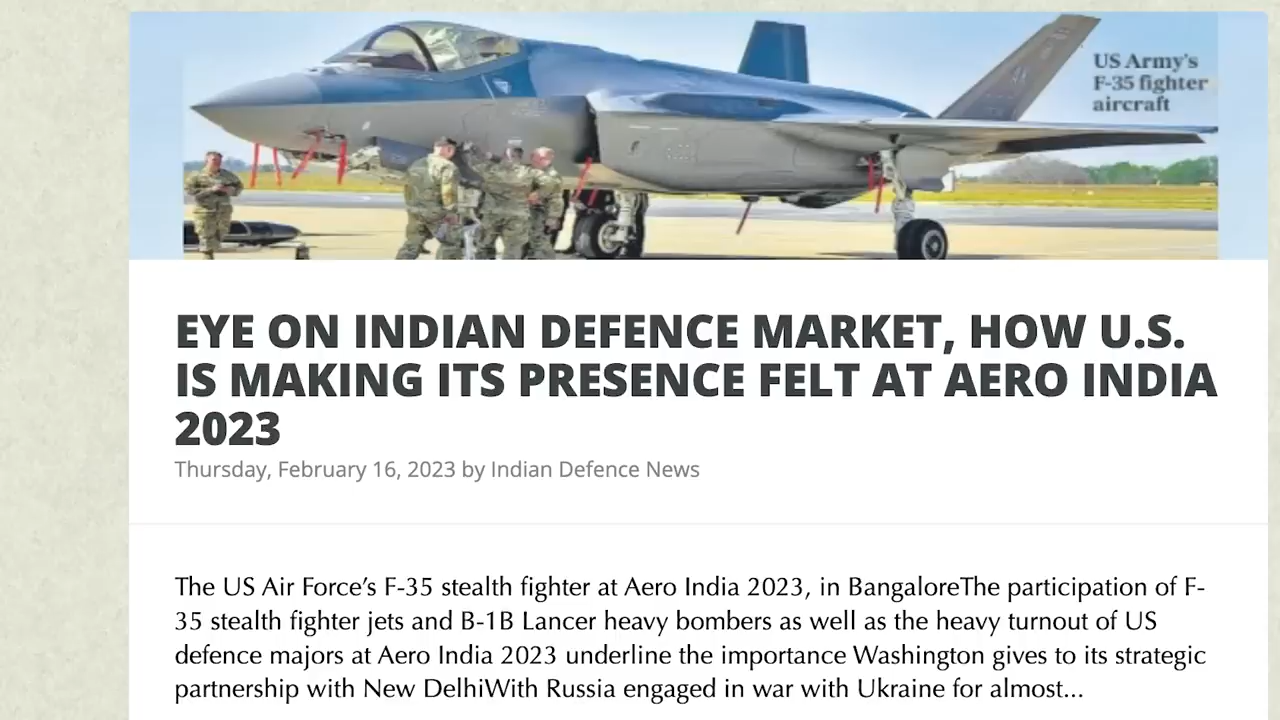 US Army's
F-35 fighter
aircraft
EYE ON INDIAN DEFENCE MARKET, HOW U.S.
IS MAKING ITS PRESENCE FELT AT AERO INDIA
2023
Thursday, February 16, 2023 by Indian Defence News
The US Air Force’s F-35 stealth fighter at Aero India 2023, in BangaloreThe participation of F-
35 stealth fighter jets and B-1B Lancer heavy bombers as well as the heavy turnout of US
defence majors at Aero India 2023 underline the importance Washington gives to its strategic
partnership with New DelhiWith Russia engaged in war with Ukraine for almost...